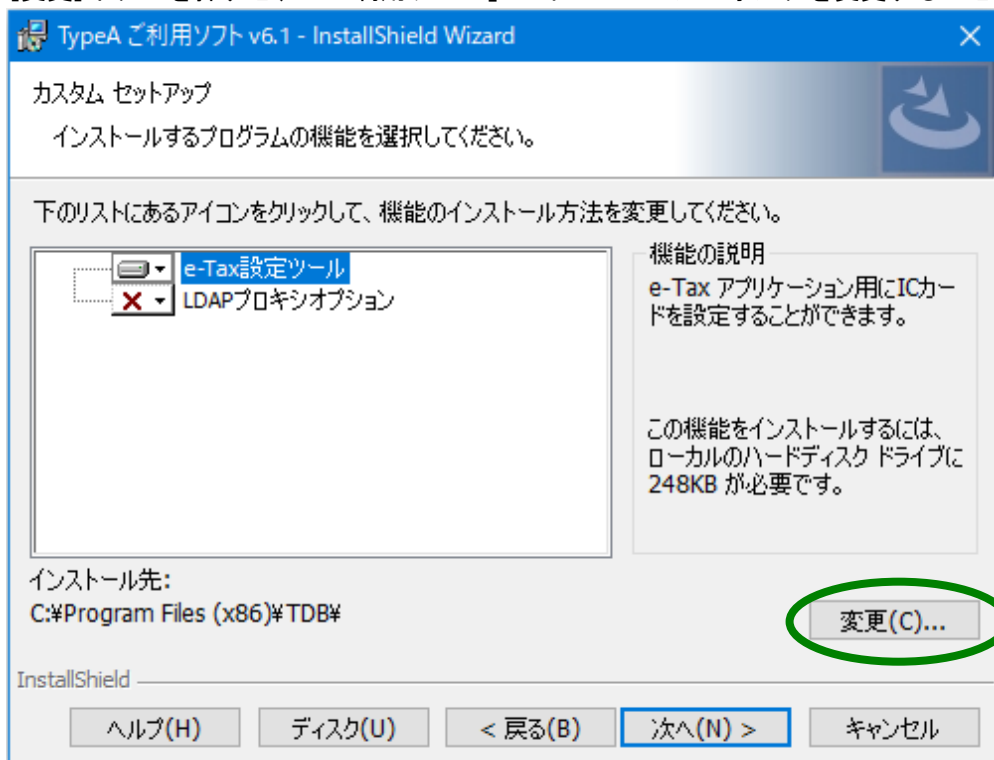 TypeA ご利用ソフト v6.1 - InstallShield Wizard
カスタム セットアップ
インストールするプログラムの機能を選択してください。
下のリストにあるアイコンをクリックして、機能のインストール方法を変更してください。
e-Tax設定ツール
LDAPプロキシオプション
機能の説明
e-Tax アプリケーション用にICカー
ドを設定することができます。
この機能をインストールするには、
ローカルのハードディスク ドライブに
248KB が必要です。
インストール先:
C:¥Program Files (x86)¥TDB¥
変更(C)...
InstallShield
ヘルプ(H)
ディスク(U)
< 戻る(B)
次へ(N) >
キャンセル